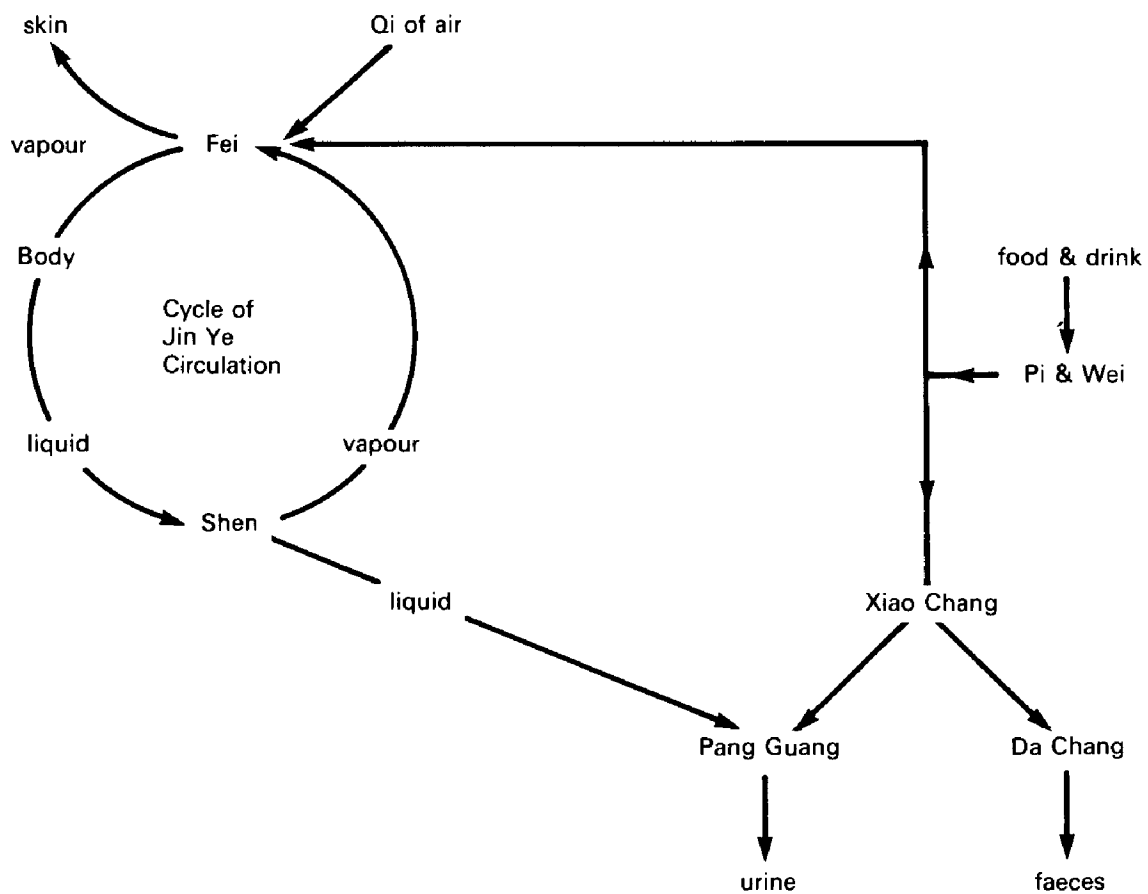 skin
Qi of air
vapour
Fei
Body
food & drink
Cycle of
Jin Ye
Circulation
Pi & Wei
liquid
vapour
Shen
liquid
Xiao Chang
Pang Guang
Da Chang
urine
faeces